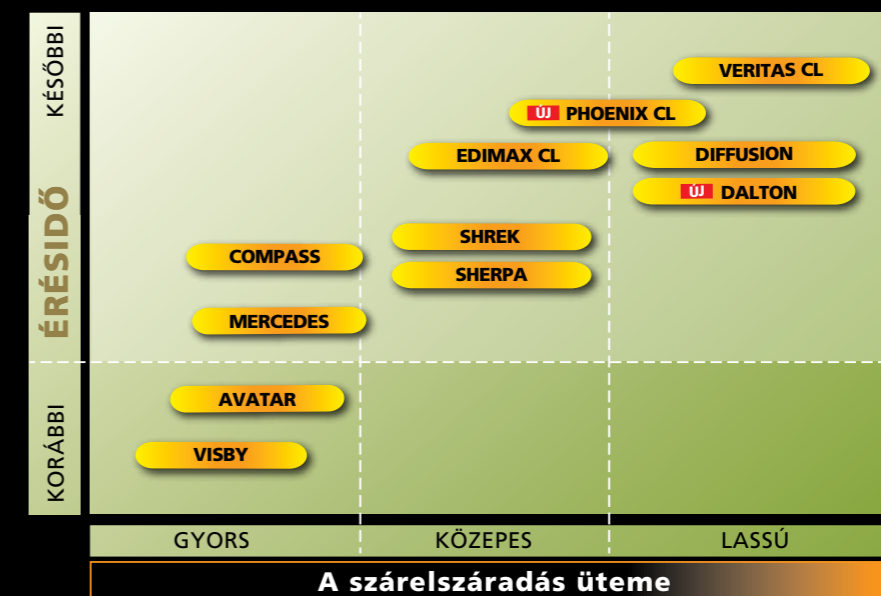 KÉSŐBBI
ÉRÉSIDŐ
KORÁBBI
VERITAS CL
ÚJ PHOENIX CL
EDIMAX CL
DIFFUSION
ÚJ DALTON
SHREK
COMPASS
SHERPA
MERCEDES
AVATAR
VISBY
GYORS
KÖZEPES
LASSÚ
A szárelszáradás üteme